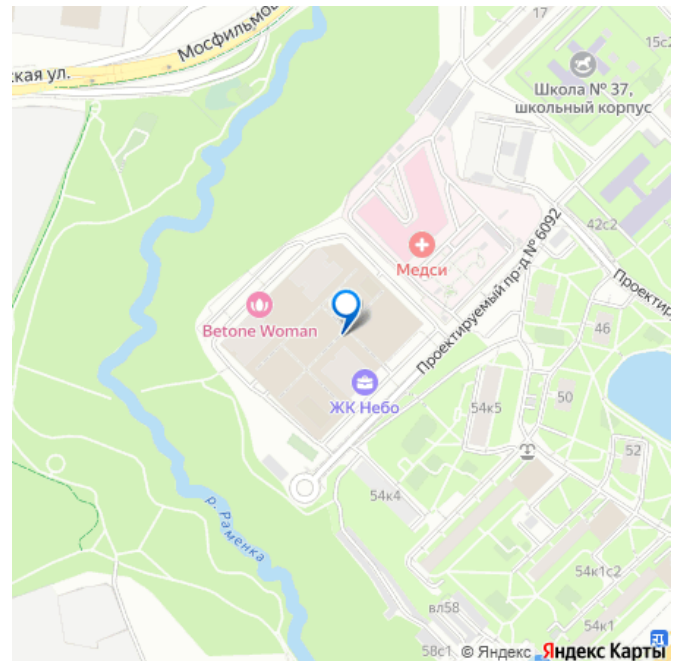 17
15с2
Мосфильмов
ская ул.
Школа № 37,
школьный корпус
42с2
Медси
Проектируемый пр-д № 6092
Проектир
Betone Woman
46
ЖК Небо
50
54к5
52
54к4
р. Раменка
54к1с2
вл58
54к1
58с1
© Яндекс Яндекс Карты